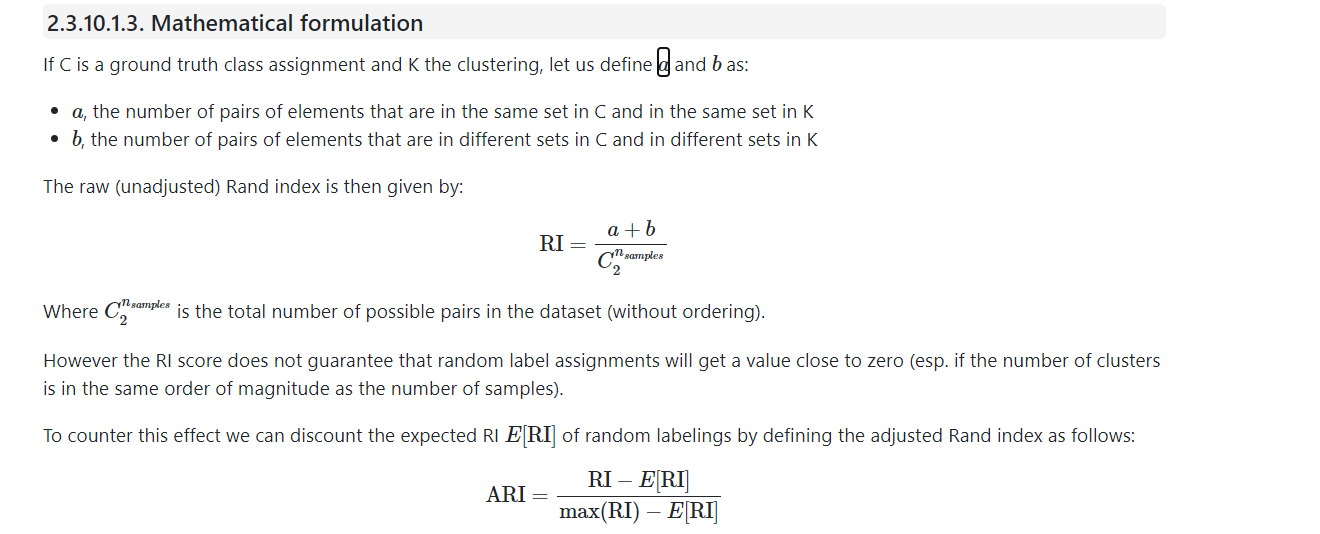 2.3.10.1.3. Mathematical formulation
If C is a ground truth class assignment and K the clustering, let us define a and b as:
• a, the number of pairs of elements that are in the same set in C and in the same set in K
• b, the number of pairs of elements that are in different sets in C and in different sets in K
The raw (unadjusted) Rand index is then given by:
RI = \frac{a + b}{C_2^{n_{samples}}}
Where C_2^{n_{samples}} is the total number of possible pairs in the dataset (without ordering).
However the RI score does not guarantee that random label assignments will get a value close to zero (esp. if the number of clusters
is in the same order of magnitude as the number of samples).
To counter this effect we can discount the expected RI E[RI] of random labelings by defining the adjusted Rand index as follows:
ARI = \frac{RI − E[RI]}{max(RI) − E[RI]}